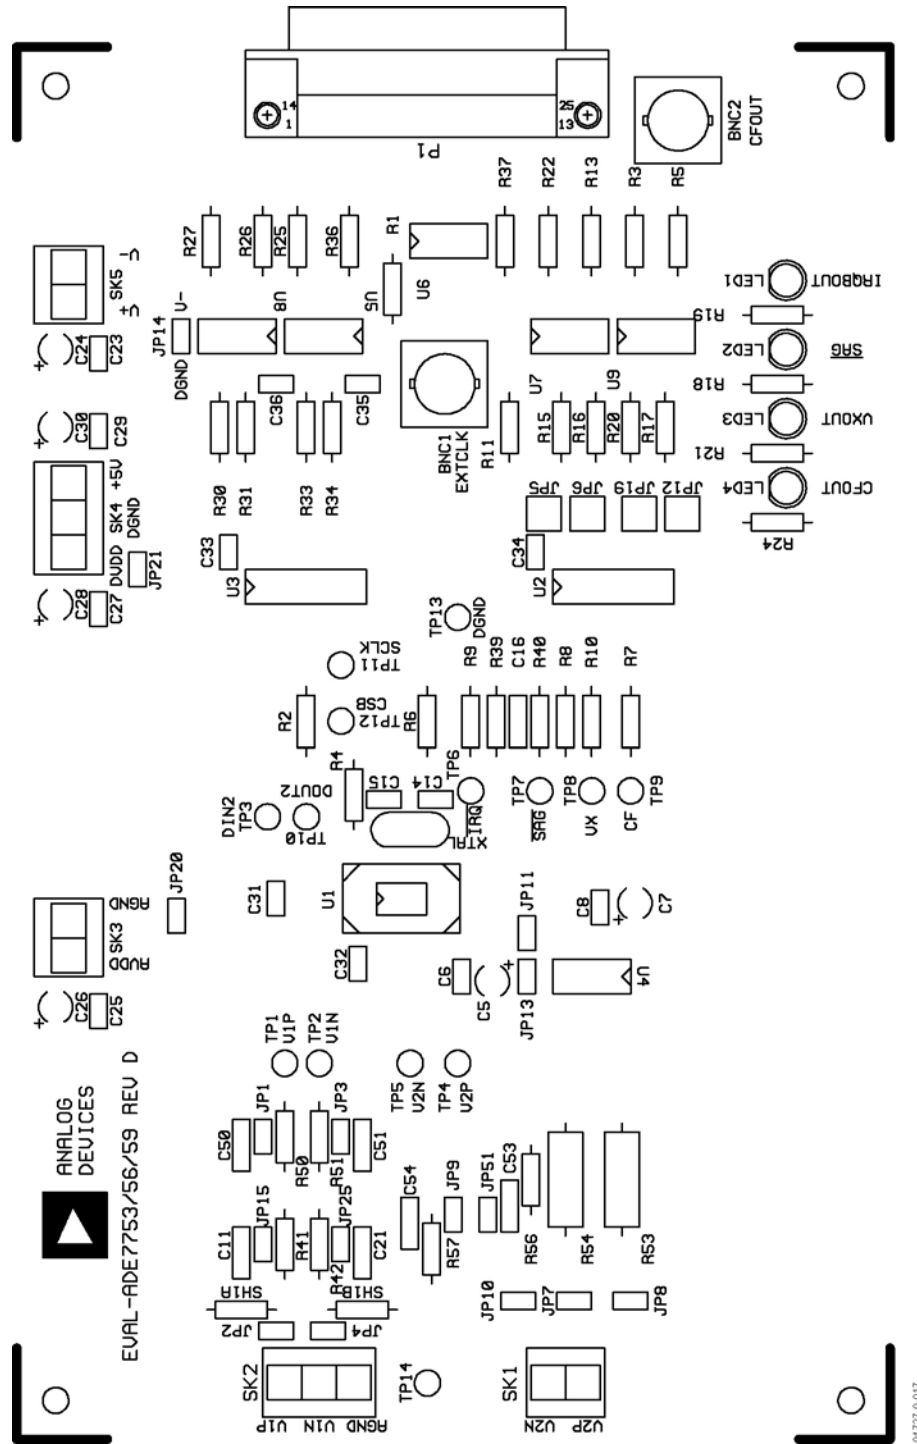 14
1
25
13
P1
BNC2
CFOUT
R37
R22
R13
R3
R5
R27
R26
R25
R36
R1
U6
U5
U8
V-
V-
SK5
V+
C24
C23
JP14
DGND
C36
C35
LED1
IRQBOUT
R19
LED2
SAG
R18
LED3
VXOUT
R21
LED4
CFOUT
R24
U7
U9
BNC1
EXTCLK
R11
R15
R16
R20
R17
C30
C29
+5V
SK4
DGND
DVDD
JP21
C28
C27
R30
R31
R33
R34
JP5
JP6
JP19
JP12
C33
U3
C34
U2
TP13
DGND
TP11
SCLK
TP12
CSB
R2
R6
R9
R39
C16
R40
R8
R10
R7
R4
C15
C14
TP6
IRQ
TP7
SAG
TP8
VX
TP9
CF
DIN2
TP3
DOUT2
TP10
XTAL
JP20
AGND
SK3
AVDD
C26
C25
C31
U1
C32
JP11
C8
C7
C6
C5
JP13
U4
TP1
V1P
TP2
V1N
TP5
V2N
TP4
V2P
ANALOG
DEVICES
EVAL-ADE7753/56/59 REV D
C50
JP1
R50
R51
JP3
C51
C11
JP15
R41
R42
JP25
C21
C54
R57
JP9
JP51
C53
R56
R54
R53
SH1A
SH1B
JP2
JP4
JP10
JP7
JP8
SK2
V1P
V1N
AGND
TP14
SK1
V2N
V2P